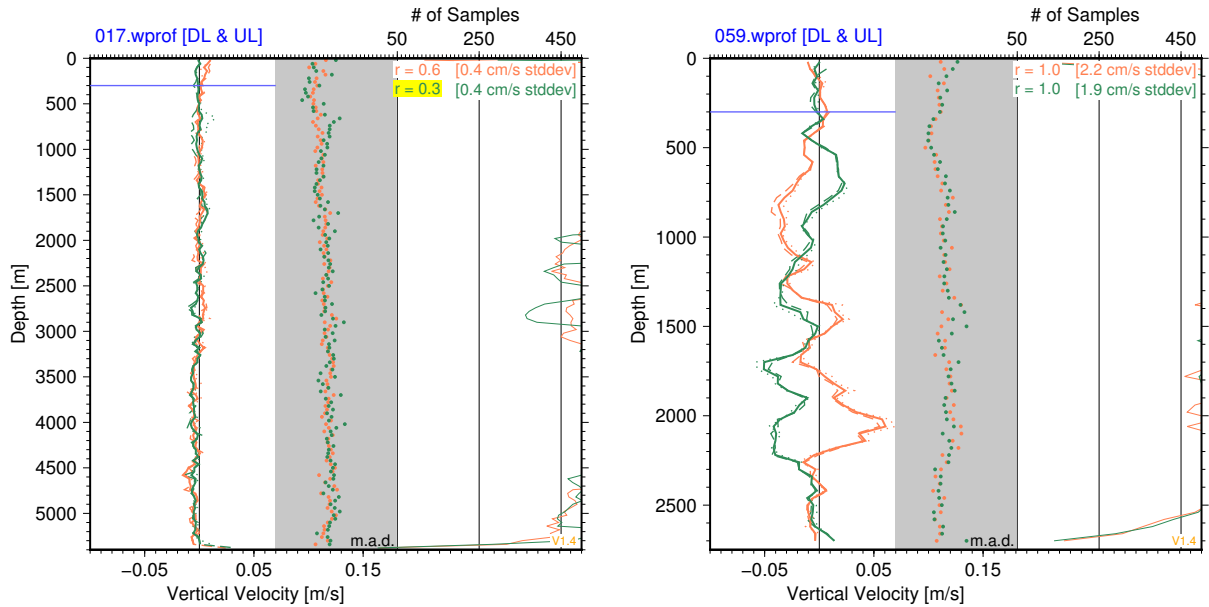 # of Samples
017.wprof [DL & UL]
50 250 450
r = 0.6 [0.4 cm/s stddev]
r = 0.3 [0.4 cm/s stddev]
0
500
1000
1500
2000
2500
3000
3500
4000
4500
5000
Depth [m]
m.a.d.
V1.4
−0.05 0.05 0.15
Vertical Velocity [m/s]
# of Samples
059.wprof [DL & UL]
50 250 450
r = 1.0 [2.2 cm/s stddev]
r = 1.0 [1.9 cm/s stddev]
0
500
1000
1500
2000
2500
Depth [m]
m.a.d.
V1.4
−0.05 0.05 0.15
Vertical Velocity [m/s]